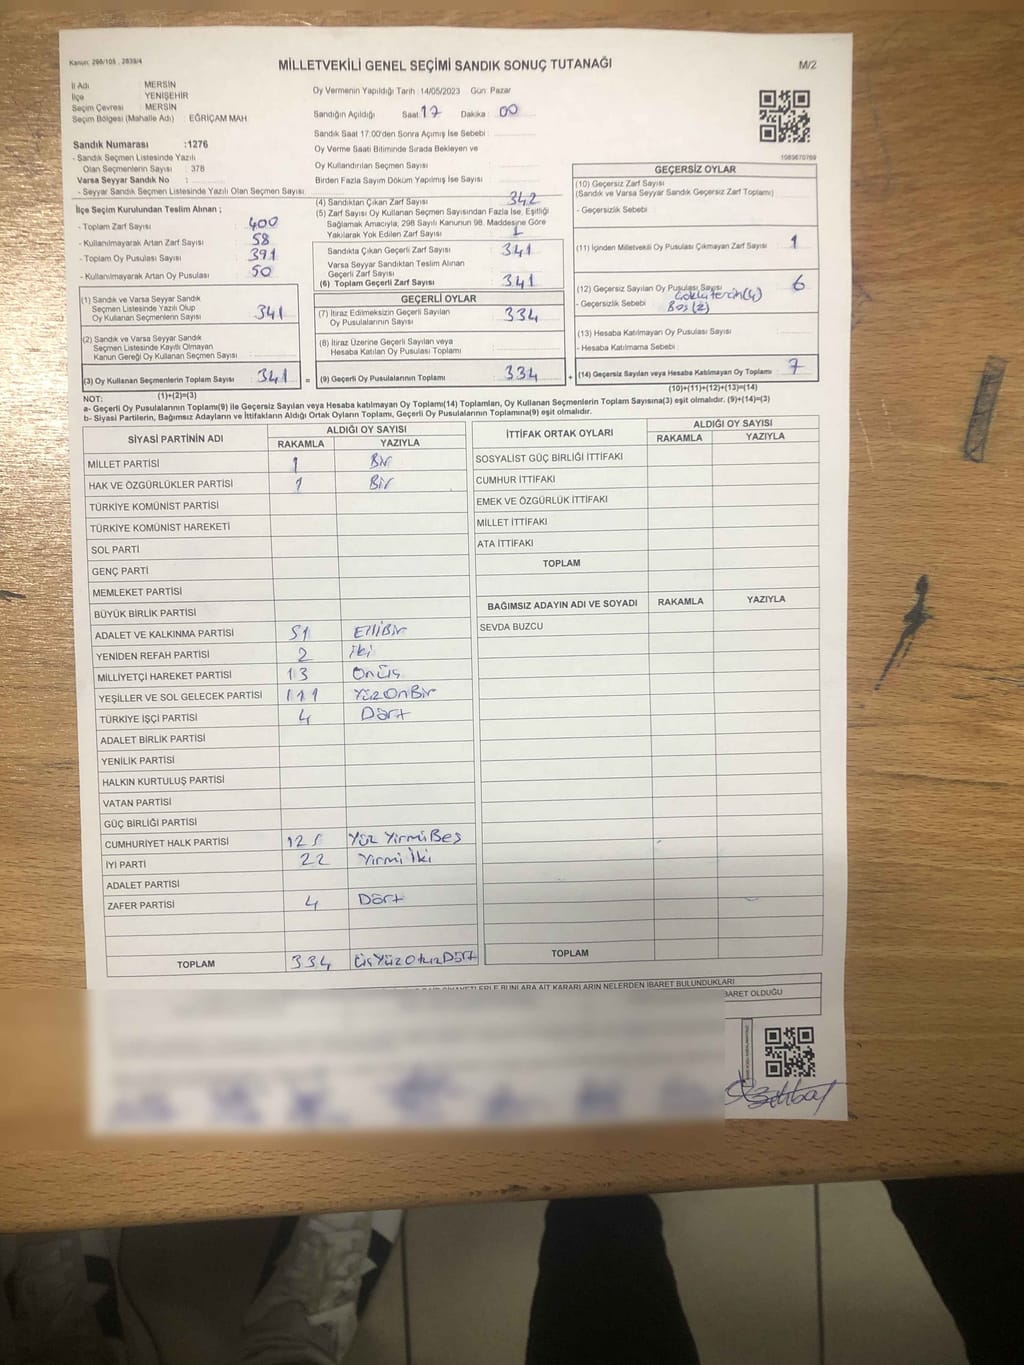 Kanun: 298/105 , 2839/4
MİLLETVEKİLİ GENEL SEÇİMİ SANDIK SONUÇ TUTANAĞI
M/2
İl Adı : MERSİN
İlçe : YENİŞEHİR
Seçim Çevresi : MERSİN
Seçim Bölgesi (Mahalle Adı) : EĞRİÇAM MAH.
Sandık Numarası :1276
- Sandık Seçmen Listesinde Yazılı
Olan Seçmenlerin Sayısı : 378
Varsa Seyyar Sandık No :
- Seyyar Sandık Seçmen Listesinde Yazılı Olan Seçmen Sayısı:
Oy Vermenin Yapıldığı Tarih : 14/05/2023 Gün: Pazar
Sandığın Açıldığı Saat: 17 Dakika : 00
Sandık Saat 17.00'den Sonra Açımış İse Sebebi :
Oy Verme Saati Bitiminde Sırada Bekleyen ve
Oy Kullandırılan Seçmen Sayısı :
Birden Fazla Sayım Döküm Yapılmış İse Sayısı :
1083670769
İlçe Seçim Kurulundan Teslim Alınan ;
- Toplam Zarf Sayısı : 400
- Kullanılmayarak Artan Zarf Sayısı : 58
- Toplam Oy Pusulası Sayısı : 391
- Kullanılmayarak Artan Oy Pusulası : 50
(1) Sandık ve Varsa Seyyar Sandık
Seçmen Listesinde Yazılı Olup
Oy Kullanan Seçmenlerin Sayısı : 341
(2) Sandık ve Varsa Seyyar Sandık
Seçmen Listesinde Kayıtlı Olmayan
Kanun Gereği Oy Kullanan Seçmen Sayısı :
(3) Oy Kullanan Seçmenlerin Toplam Sayısı : 341 =
(4) Sandıktan Çıkan Zarf Sayısı : 342
(5) Zarf Sayısı Oy Kullanan Seçmen Sayısından Fazla İse, Eşitliği
Sağlamak Amacıyla, 298 Sayılı Kanunun 98. Maddesine Göre
Yakılarak Yok Edilen Zarf Sayısı : 1
Sandıkta Çıkan Geçerli Zarf Sayısı : 341
Varsa Seyyar Sandıktan Teslim Alınan
Geçerli Zarf Sayısı :
(6) Toplam Geçerli Zarf Sayısı : 341
GEÇERLİ OYLAR
(7) İtiraz Edilmeksizin Geçerli Sayılan
Oy Pusulalarının Sayısı : 334
(8) İtiraz Üzerine Geçerli Sayılan veya
Hesaba Katılan Oy Pusulası Toplamı :
(9) Geçerli Oy Pusulalarının Toplamı : 334 +
GEÇERSİZ OYLAR
(10) Geçersiz Zarf Sayısı
(Sandık ve Varsa Seyyar Sandık Geçersiz Zarf Toplamı) :
- Geçersizlik Sebebi :
(11) İçinden Milletvekili Oy Pusulası Çıkmayan Zarf Sayısı : 1
(12) Geçersiz Sayılan Oy Pusulası Sayısı : 6
- Geçersizlik Sebebi : Boş (2)
(13) Hesaba Katılmayan Oy Pusulası Sayısı :
- Hesaba Katılmama Sebebi :
(14) Geçersiz Sayılan veya Hesaba Katılmayan Oy Toplamı : 7
NOT: (1)+(2)=(3) (10)+(11)+(12)+(13)=(14)
a- Geçerli Oy Pusulalarının Toplamı(9) ile Geçersiz Sayılan veya Hesaba katılmayan Oy Toplamı(14) Toplamları, Oy Kullanan Seçmenlerin Toplam Sayısına(3) eşit olmalıdır. (9)+(14)=(3)
b- Siyasi Partilerin, Bağımsız Adayların ve İttifakların Aldığı Ortak Oyların Toplamı, Geçerli Oy Pusulalarının Toplamına(9) eşit olmalıdır.
SİYASİ PARTİNİN ADI ALDIĞI OY SAYISI
RAKAMLA YAZIYLA
MİLLET PARTİSİ 1 Bir
HAK VE ÖZGÜRLÜKLER PARTİSİ 1 Bir
TÜRKİYE KOMÜNİST PARTİSİ
TÜRKİYE KOMÜNİST HAREKETİ
SOL PARTİ
GENÇ PARTİ
MEMLEKET PARTİSİ
BÜYÜK BİRLİK PARTİSİ
ADALET VE KALKINMA PARTİSİ 51 ElliBir
YENİDEN REFAH PARTİSİ 2 iki
MİLLİYETÇİ HAREKET PARTİSİ 13 Onüç
YEŞİLLER VE SOL GELECEK PARTİSİ 111 YüzOnBir
TÜRKİYE İŞÇİ PARTİSİ 4 Dört
ADALET BİRLİK PARTİSİ
YENİLİK PARTİSİ
HALKIN KURTULUŞ PARTİSİ
VATAN PARTİSİ
GÜÇ BİRLİĞİ PARTİSİ
CUMHURİYET HALK PARTİSİ 125 Yüz YirmiBeş
İYİ PARTİ 22 Yirmi İki
ADALET PARTİSİ
ZAFER PARTİSİ 4 Dört
TOPLAM 334 ÜçYüzOtuzDört
İTTİFAK ORTAK OYLARI ALDIĞI OY SAYISI
RAKAMLA YAZIYLA
SOSYALİST GÜÇ BİRLİĞİ İTTİFAKI
CUMHUR İTTİFAKI
EMEK VE ÖZGÜRLÜK İTTİFAKI
MİLLET İTTİFAKI
ATA İTTİFAKI
TOPLAM
BAĞIMSIZ ADAYIN ADI VE SOYADI RAKAMLA YAZIYLA
SEVDA BUZCU
TOPLAM
BUNLARA AİT KARARLARIN NELERDEN İBARET BULUNDUKLARI
İBARET OLDUĞU